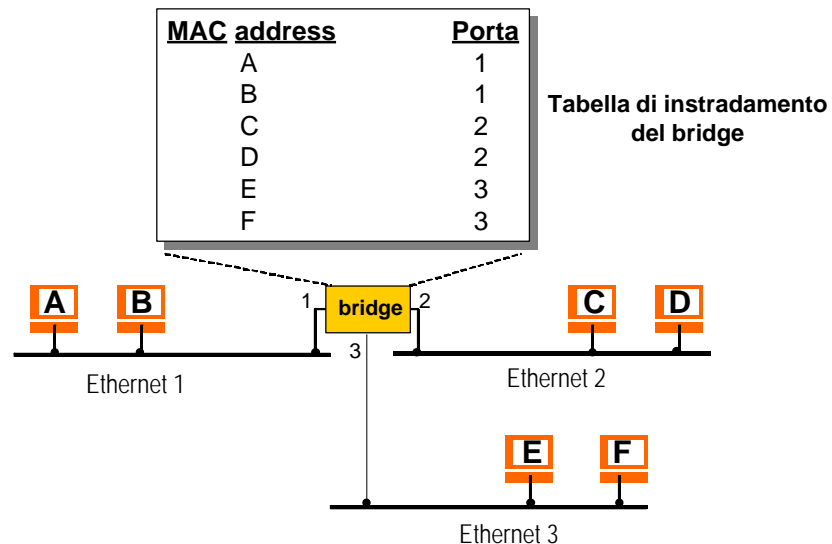 MAC address Porta
A 1
B 1
C 2
D 2
E 3
F 3
Tabella di instradamento
del bridge
A B 1 bridge 2 C D
3
Ethernet 1 Ethernet 2
E F
Ethernet 3